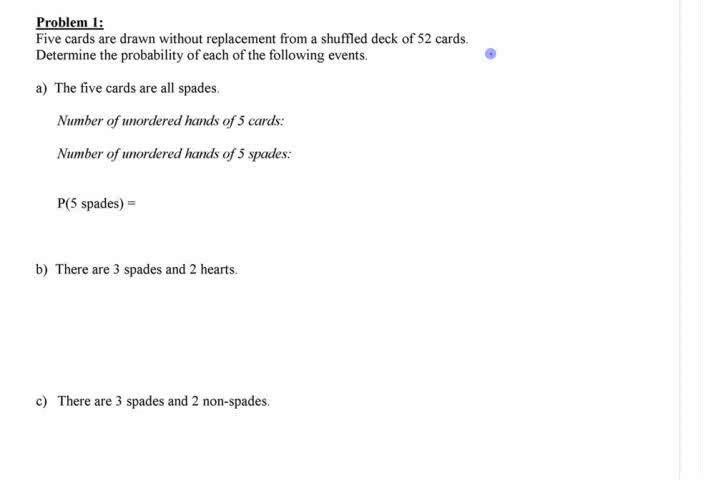 Problem 1:
Five cards are drawn without replacement from a shuffled deck of 52 cards.
Determine the probability of each of the following events.
a) The five cards are all spades.
Number of unordered hands of 5 cards:
Number of unordered hands of 5 spades:
P(5 spades) =
b) There are 3 spades and 2 hearts.
c) There are 3 spades and 2 non-spades.